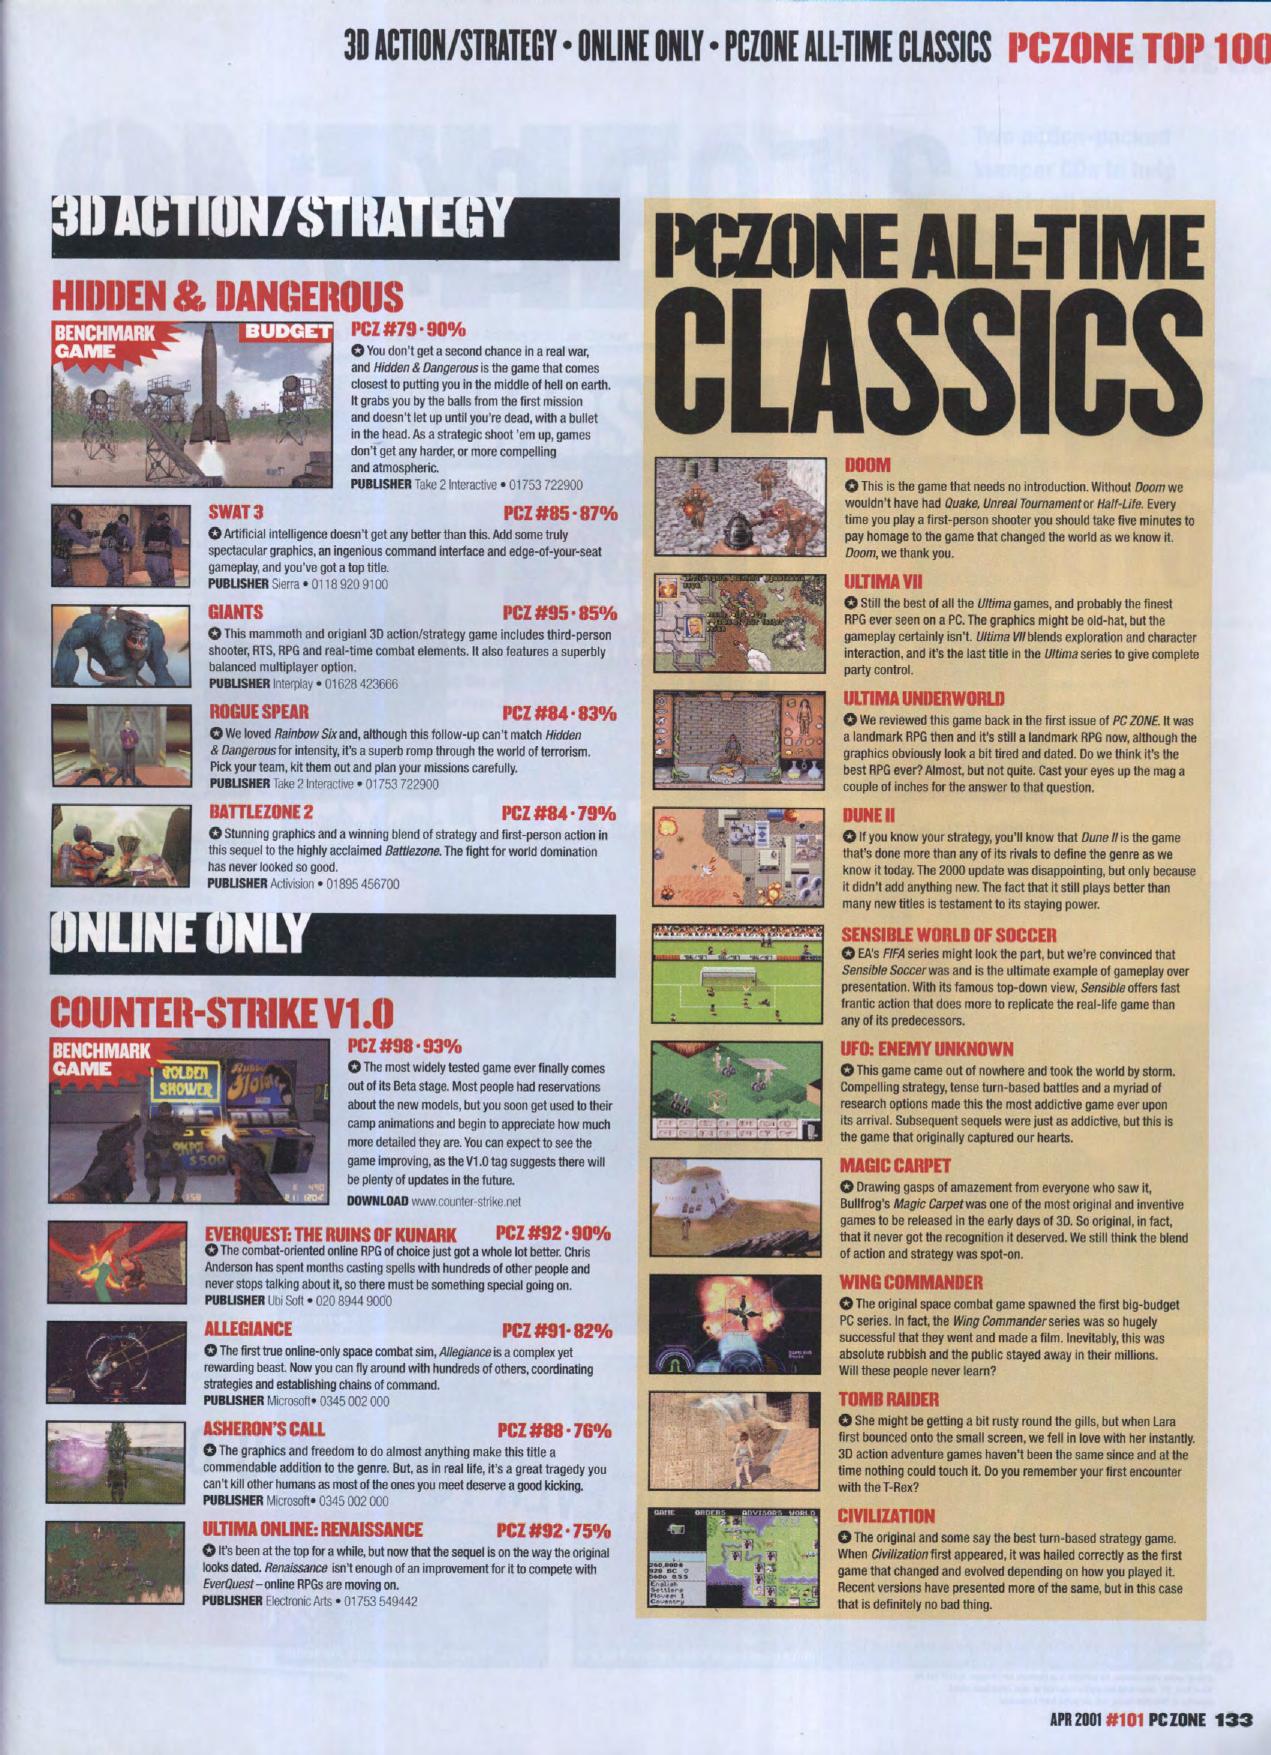 3D ACTION/STRATEGY • ONLINE ONLY • PCZONE ALL-TIME CLASSICS PCZONE TOP 100
3D ACTION/STRATEGY
HIDDEN & DANGEROUS
BENCHMARK
GAME
BUDGET
PCZ #79 • 90%
You don't get a second chance in a real war,
and Hidden & Dangerous is the game that comes
closest to putting you in the middle of hell on earth.
It grabs you by the balls from the first mission
and doesn't let up until you're dead, with a bullet
in the head. As a strategic shoot 'em up, games
don't get any harder, or more compelling
and atmospheric.
PUBLISHER Take 2 Interactive • 01753 722900
SWAT 3 PCZ #85 • 87%
Artificial intelligence doesn't get any better than this. Add some truly
spectacular graphics, an ingenious command interface and edge-of-your-seat
gameplay, and you've got a top title.
PUBLISHER Sierra • 0118 920 9100
GIANTS PCZ #95 • 85%
This mammoth and origianl 3D action/strategy game includes third-person
shooter, RTS, RPG and real-time combat elements. It also features a superbly
balanced multiplayer option.
PUBLISHER Interplay • 01628 423666
ROGUE SPEAR PCZ #84 • 83%
We loved Rainbow Six and, although this follow-up can't match Hidden
& Dangerous for intensity, it's a superb romp through the world of terrorism.
Pick your team, kit them out and plan your missions carefully.
PUBLISHER Take 2 Interactive • 01753 722900
BATTLEZONE 2 PCZ #84 • 79%
Stunning graphics and a winning blend of strategy and first-person action in
this sequel to the highly acclaimed Battlezone. The fight for world domination
has never looked so good.
PUBLISHER Activision • 01895 456700
ONLINE ONLY
COUNTER-STRIKE V1.0
BENCHMARK
GAME
GOLDEN
SHOWER
$500
PCZ #98 • 93%
The most widely tested game ever finally comes
out of its Beta stage. Most people had reservations
about the new models, but you soon get used to their
camp animations and begin to appreciate how much
more detailed they are. You can expect to see the
game improving, as the V1.0 tag suggests there will
be plenty of updates in the future.
DOWNLOAD www.counter-strike.net
EVERQUEST: THE RUINS OF KUNARK PCZ #92 • 90%
The combat-oriented online RPG of choice just got a whole lot better. Chris
Anderson has spent months casting spells with hundreds of other people and
never stops talking about it, so there must be something special going on.
PUBLISHER Ubi Soft • 020 8944 9000
ALLEGIANCE PCZ #91 • 82%
The first true online-only space combat sim, Allegiance is a complex yet
rewarding beast. Now you can fly around with hundreds of others, coordinating
strategies and establishing chains of command.
PUBLISHER Microsoft • 0345 002 000
ASHERON'S CALL PCZ #88 • 76%
The graphics and freedom to do almost anything make this title a
commendable addition to the genre. But, as in real life, it's a great tragedy you
can't kill other humans as most of the ones you meet deserve a good kicking.
PUBLISHER Microsoft • 0345 002 000
ULTIMA ONLINE: RENAISSANCE PCZ #92 • 75%
It's been at the top for a while, but now that the sequel is on the way the original
looks dated. Renaissance isn't enough of an improvement for it to compete with
EverQuest – online RPGs are moving on.
PUBLISHER Electronic Arts • 01753 549442
PCZONE ALL-TIME
CLASSICS
DOOM
This is the game that needs no introduction. Without Doom we
wouldn't have had Quake, Unreal Tournament or Half-Life. Every
time you play a first-person shooter you should take five minutes to
pay homage to the game that changed the world as we know it.
Doom, we thank you.
ULTIMA VII
Still the best of all the Ultima games, and probably the finest
RPG ever seen on a PC. The graphics might be old-hat, but the
gameplay certainly isn't. Ultima VII blends exploration and character
interaction, and it's the last title in the Ultima series to give complete
party control.
ULTIMA UNDERWORLD
We reviewed this game back in the first issue of PC ZONE. It was
a landmark RPG then and it's still a landmark RPG now, although the
graphics obviously look a bit tired and dated. Do we think it's the
best RPG ever? Almost, but not quite. Cast your eyes up the mag a
couple of inches for the answer to that question.
DUNE II
If you know your strategy, you'll know that Dune II is the game
that's done more than any of its rivals to define the genre as we
know it today. The 2000 update was disappointing, but only because
it didn't add anything new. The fact that it still plays better than
many new titles is testament to its staying power.
SENSIBLE WORLD OF SOCCER
EA's FIFA series might look the part, but we're convinced that
Sensible Soccer was and is the ultimate example of gameplay over
presentation. With its famous top-down view, Sensible offers fast
frantic action that does more to replicate the real-life game than
any of its predecessors.
UFO: ENEMY UNKNOWN
This game came out of nowhere and took the world by storm.
Compelling strategy, tense turn-based battles and a myriad of
research options made this the most addictive game ever upon
its arrival. Subsequent sequels were just as addictive, but this is
the game that originally captured our hearts.
MAGIC CARPET
Drawing gasps of amazement from everyone who saw it,
Bullfrog's Magic Carpet was one of the most original and inventive
games to be released in the early days of 3D. So original, in fact,
that it never got the recognition it deserved. We still think the blend
of action and strategy was spot-on.
WING COMMANDER
The original space combat game spawned the first big-budget
PC series. In fact, the Wing Commander series was so hugely
successful that they went and made a film. Inevitably, this was
absolute rubbish and the public stayed away in their millions.
Will these people never learn?
TOMB RAIDER
She might be getting a bit rusty round the gills, but when Lara
first bounced onto the small screen, we fell in love with her instantly.
3D action adventure games haven't been the same since and at the
time nothing could touch it. Do you remember your first encounter
with the T-Rex?
GAME ORDERS ADVISORS WORLD
English
Settlers
Moves: 1
Coventry
CIVILIZATION
The original and some say the best turn-based strategy game.
When Civilization first appeared, it was hailed correctly as the first
game that changed and evolved depending on how you played it.
Recent versions have presented more of the same, but in this case
that is definitely no bad thing.
APR 2001 #101 PC ZONE 133